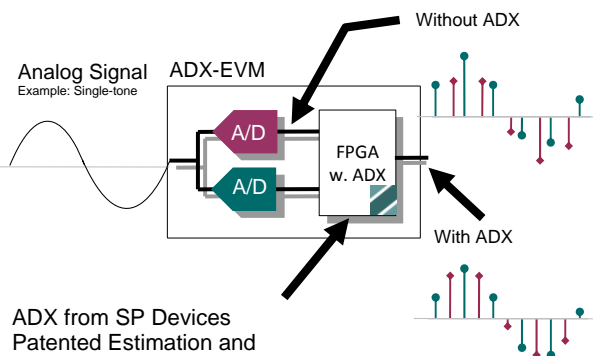 Without ADX
Analog Signal
Example: Single-tone
ADX-EVM
A/D
FPGA
w. ADX
A/D
With ADX
ADX from SP Devices
Patented Estimation and